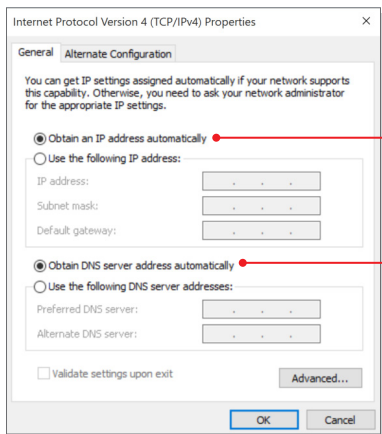 Internet Protocol Version 4 (TCP/IPv4) Properties
General
Alternate Configuration
You can get IP settings assigned automatically if your network supports
this capability. Otherwise, you need to ask your network administrator
for the appropriate IP settings.
Obtain an IP address automatically
Use the following IP address:
IP address:
Subnet mask:
Default gateway:
Obtain DNS server address automatically
Use the following DNS server addresses:
Preferred DNS server:
Alternate DNS server:
Validate settings upon exit
Advanced...
OK
Cancel